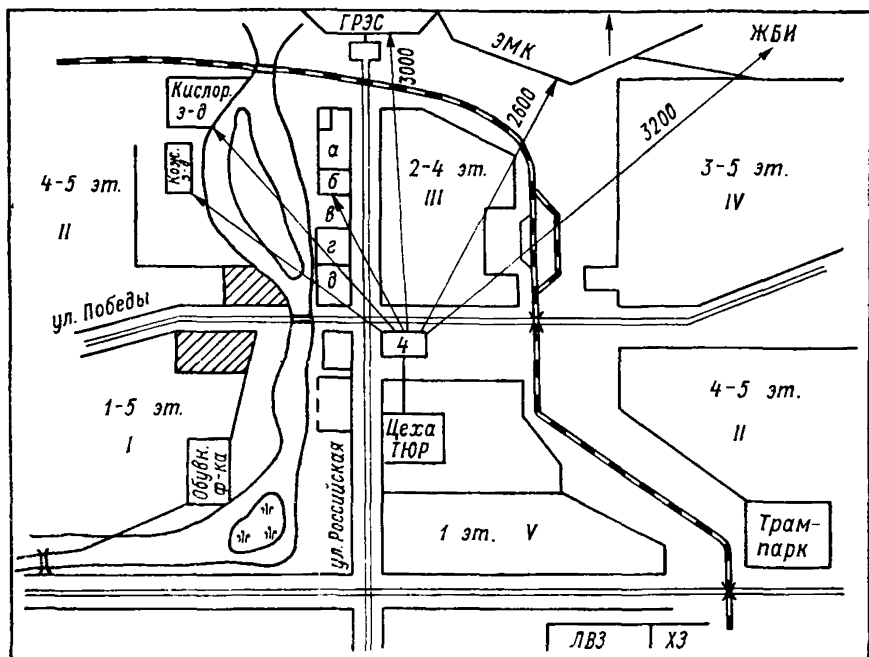 ГРЭС
ЭМК
ЖБИ
3000
2600
3200
Кислор.
з-д
Кож.
з-д
4-5 эт.
II
а
б
в
г
д
2-4 эт.
III
3-5 эт.
IV
ул. Победы
4
1-5 эт.
I
Обувн.
ф-ка
ул. Российская
Цеха
ТЮР
4-5 эт.
II
1 эт. V
Трам-
парк
ЛВЗ
ХЗ